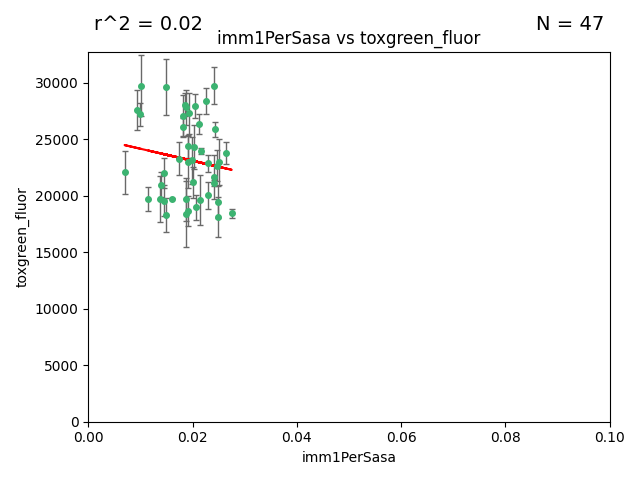 r^2 = 0.02
N = 47
imm1PerSasa vs toxgreen_fluor
30000
25000
20000
15000
10000
5000
0
toxgreen_fluor
0.00 0.02 0.04 0.06 0.08 0.10
imm1PerSasa